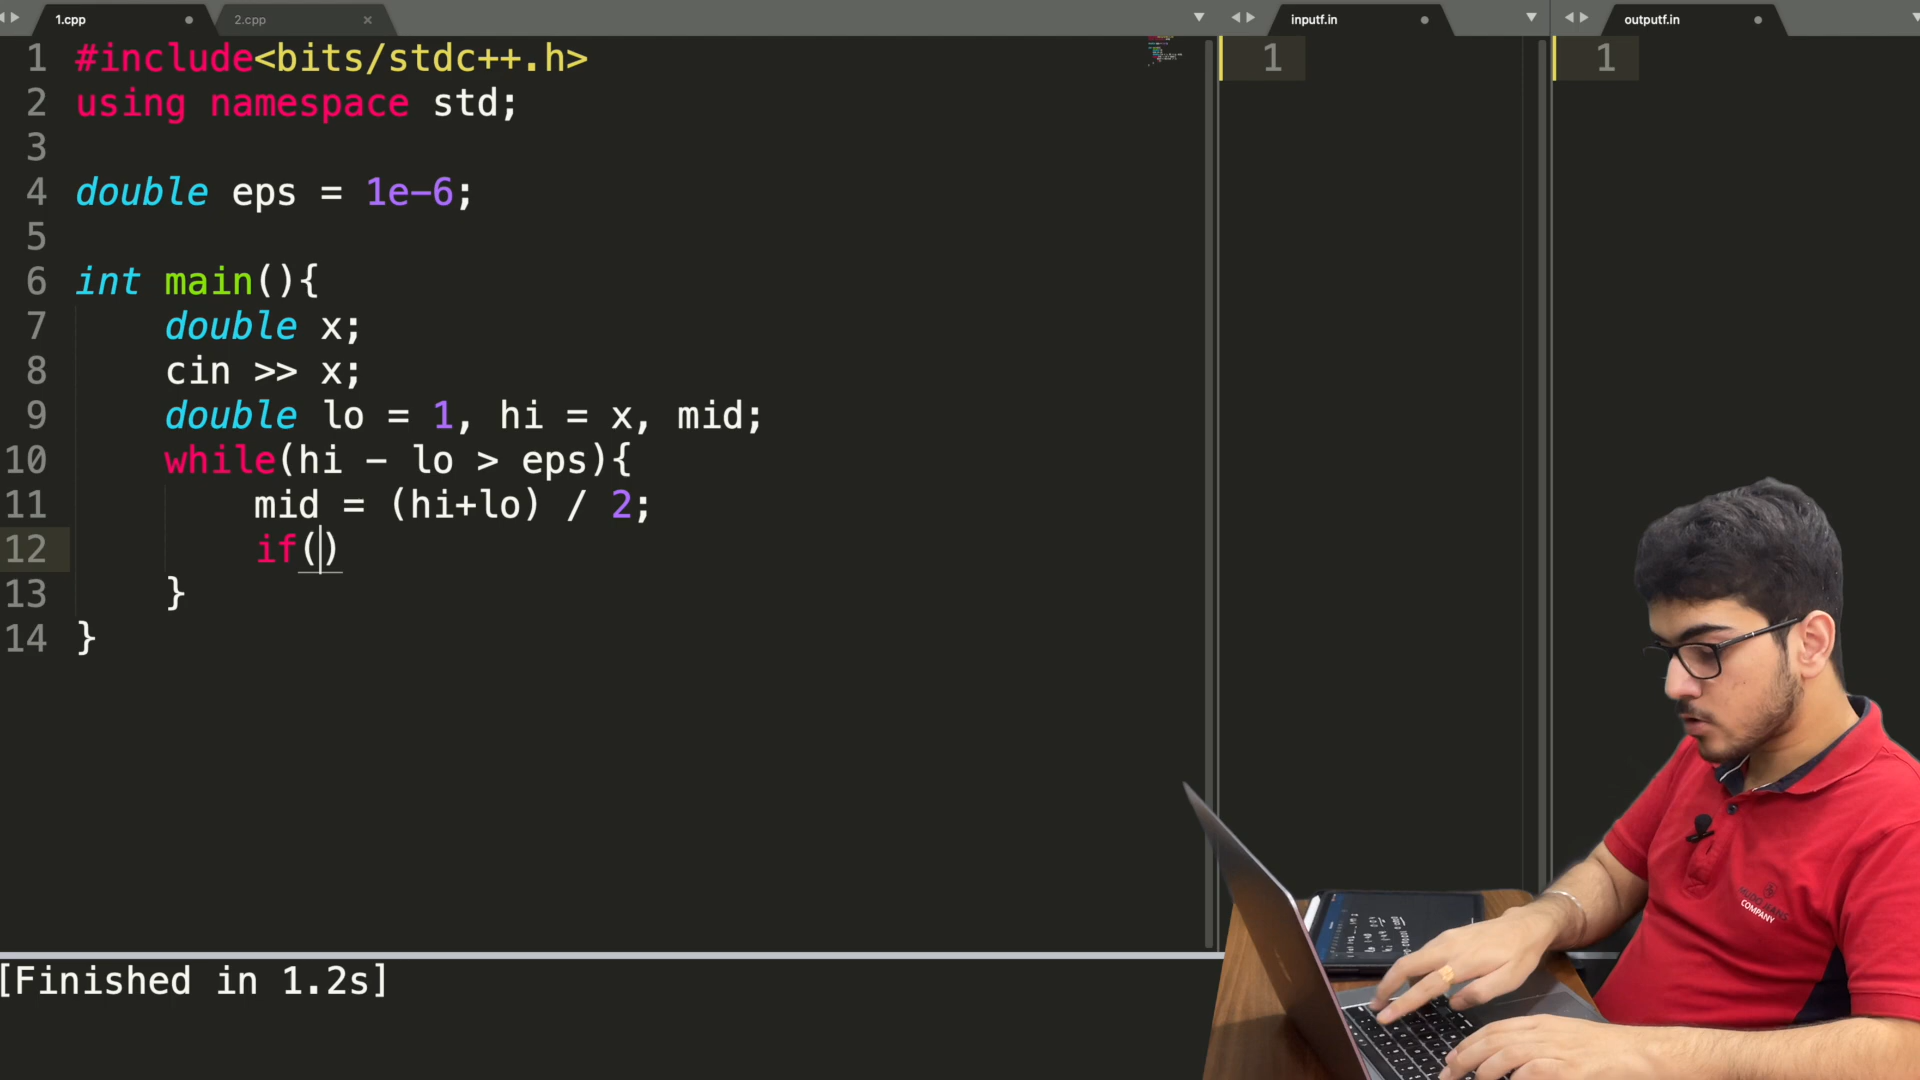 1.cpp
2.cpp
inputf.in
outputf.in
1 #include<bits/stdc++.h>
2 using namespace std;
3
4 double eps = 1e-6;
5
6 int main(){
7 double x;
8 cin >> x;
9 double lo = 1, hi = x, mid;
10 while(hi - lo > eps){
11 mid = (hi+lo) / 2;
12 if()
13 }
14 }
1
1
[Finished in 1.2s]
COMPANY